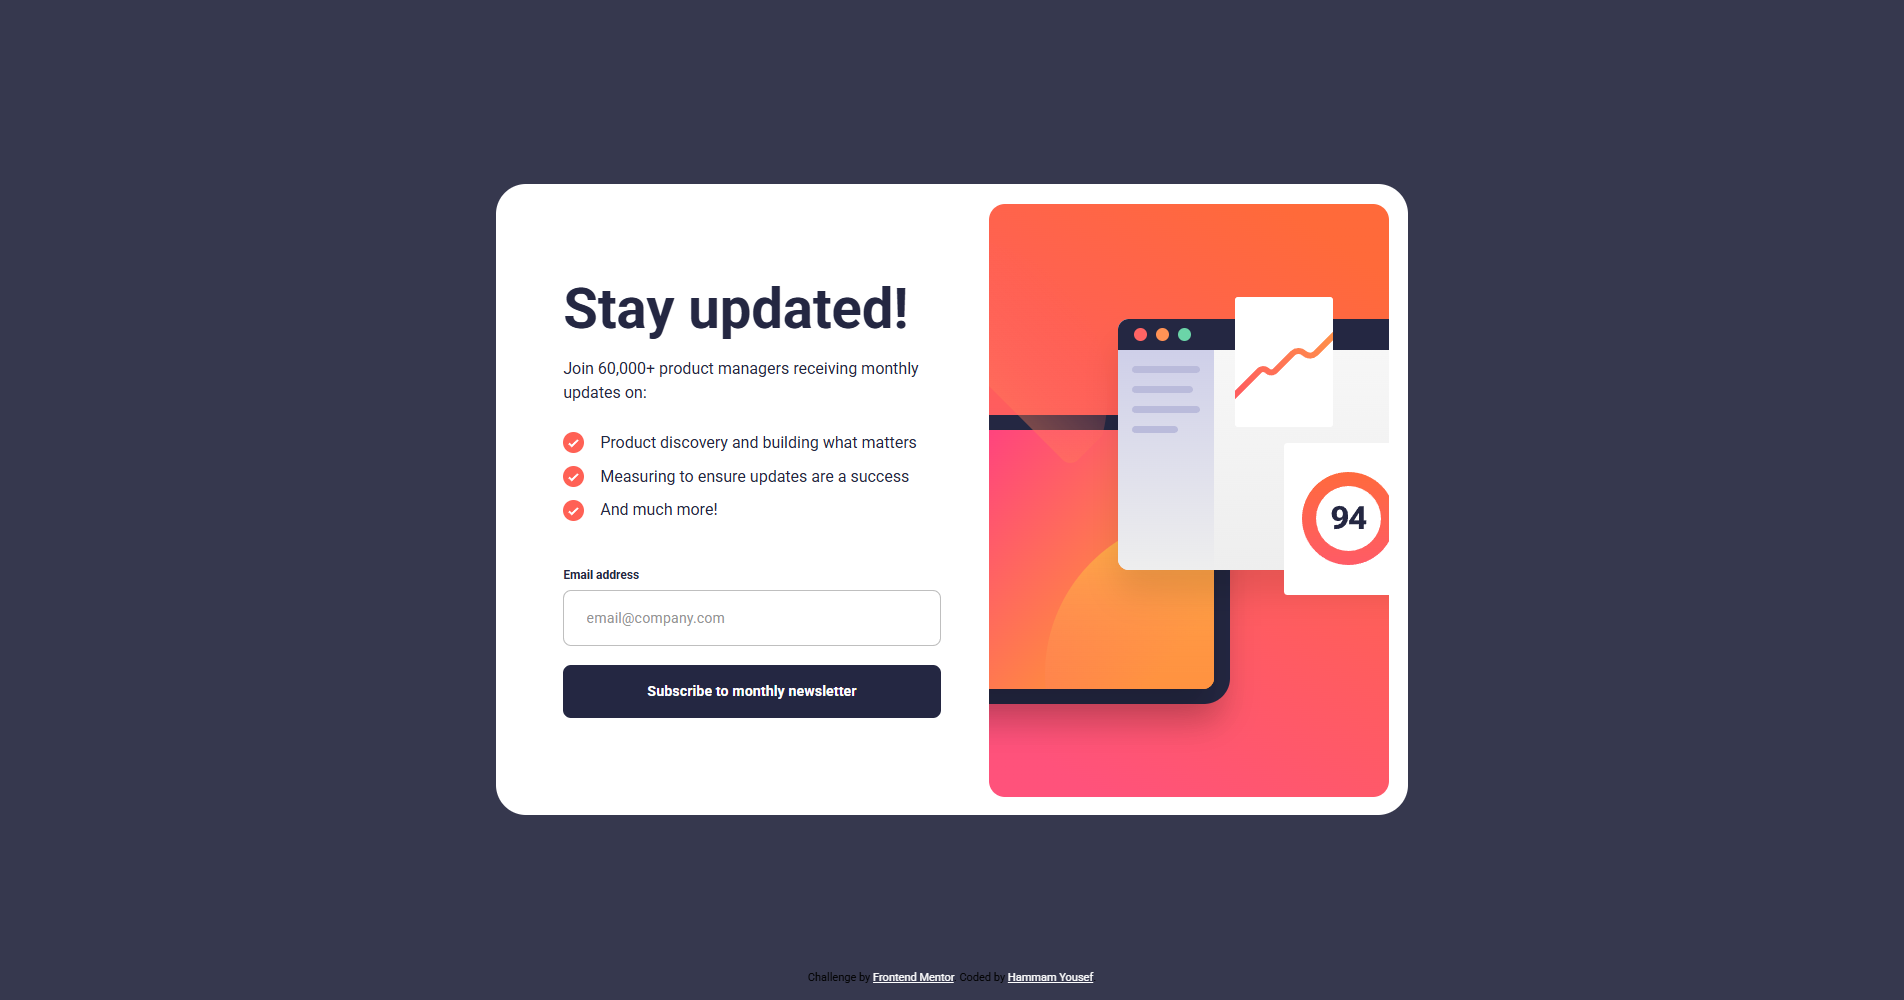 Stay updated!
Join 60,000+ product managers receiving monthly
updates on:
Product discovery and building what matters
Measuring to ensure updates are a success
And much more!
Email address
email@company.com
Subscribe to monthly newsletter
94
Challenge by Frontend Mentor. Coded by Hammam Yousef.